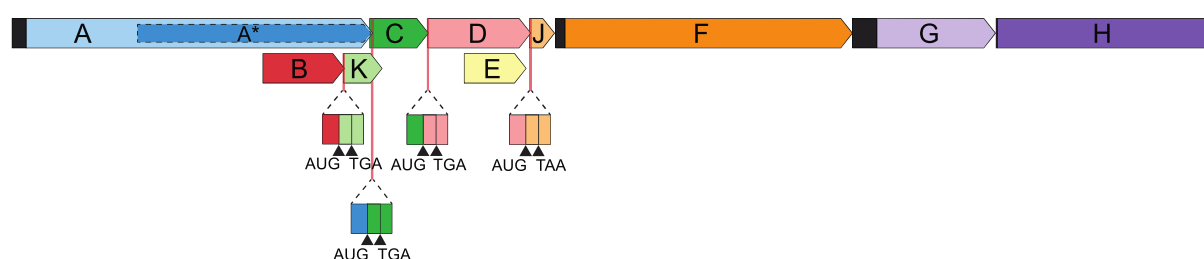 A A* C D J F G H
B K E
AUG TGA AUG TGA AUG TAA
AUG TGA